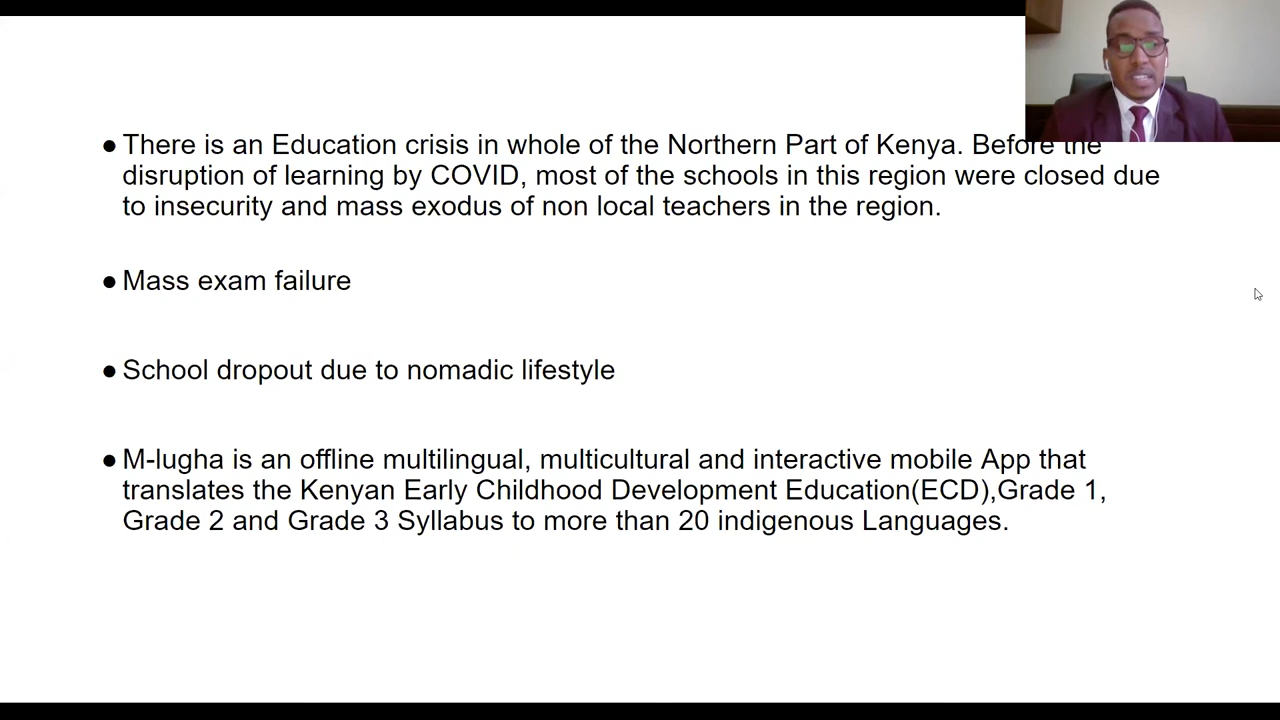 ● There is an Education crisis in whole of the Northern Part of Kenya. Before the
disruption of learning by COVID, most of the schools in this region were closed due
to insecurity and mass exodus of non local teachers in the region.
● Mass exam failure
● School dropout due to nomadic lifestyle
● M-lugha is an offline multilingual, multicultural and interactive mobile App that
translates the Kenyan Early Childhood Development Education(ECD),Grade 1,
Grade 2 and Grade 3 Syllabus to more than 20 indigenous Languages.